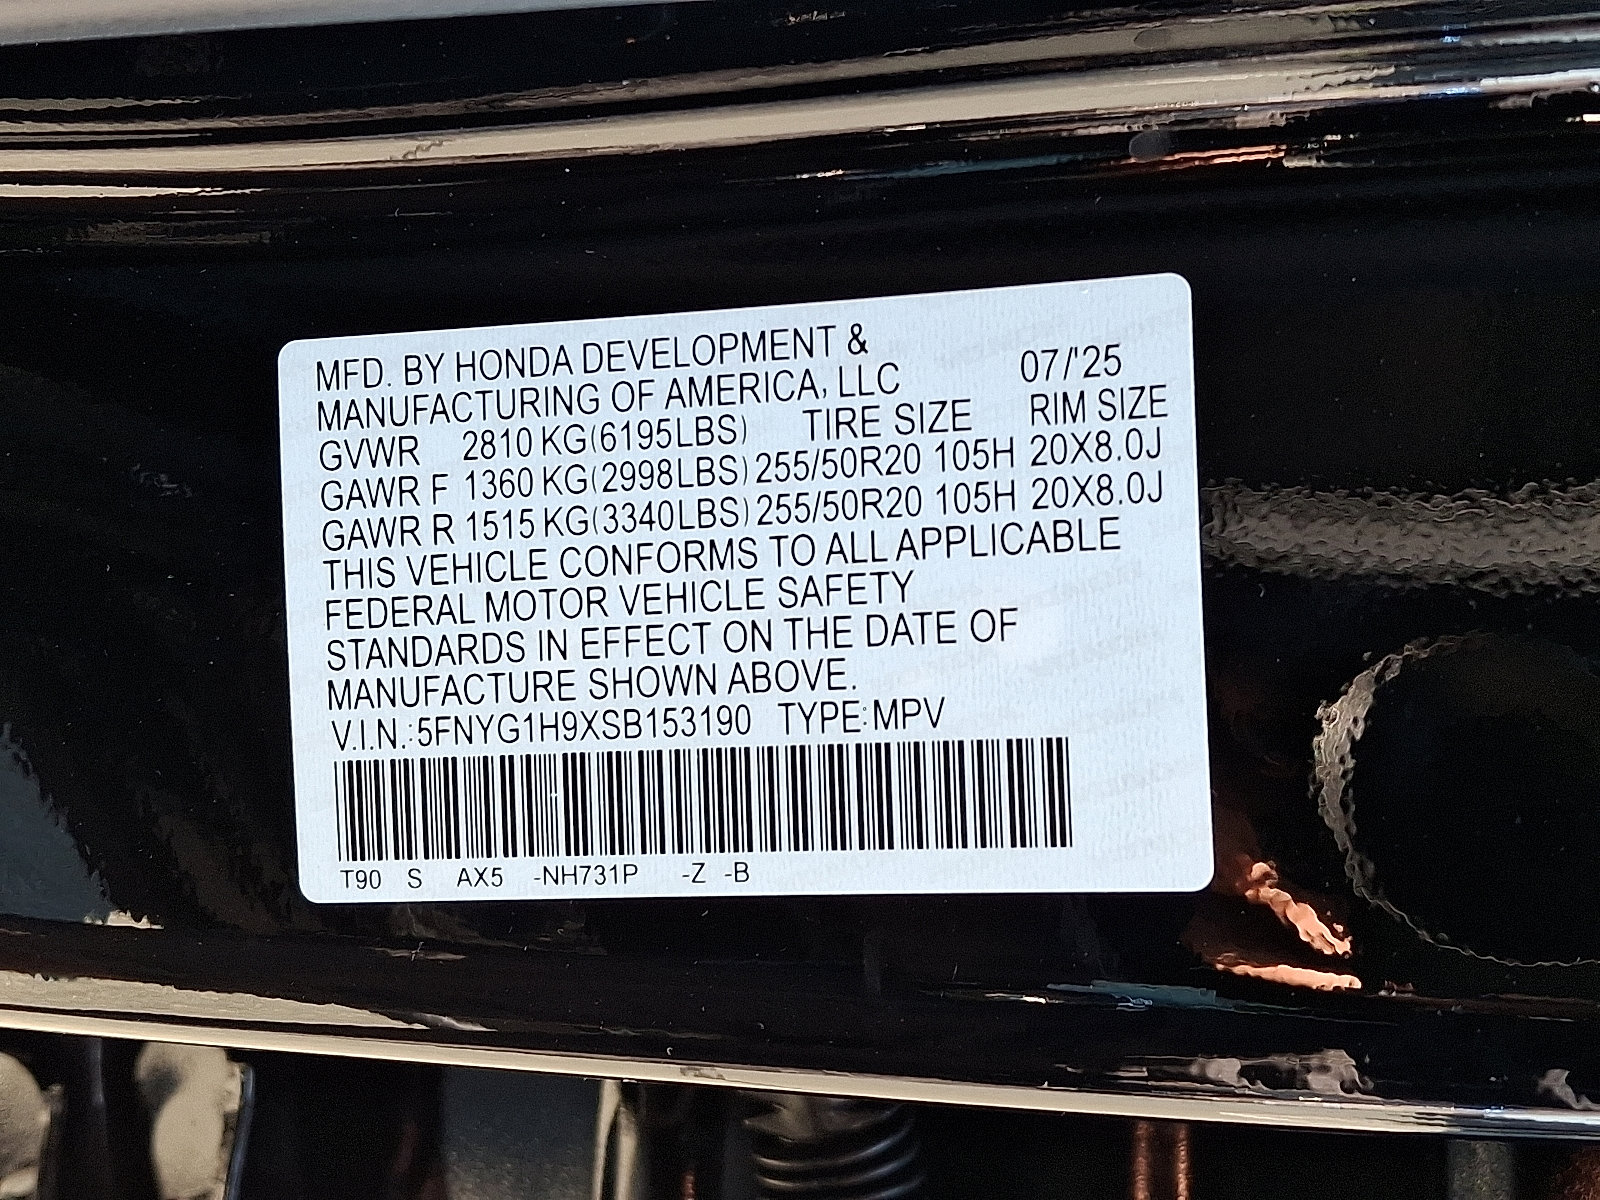 MFD. BY HONDA DEVELOPMENT &
MANUFACTURING OF AMERICA, LLC 07/'25
GVWR 2810 KG(6195LBS) TIRE SIZE RIM SIZE
GAWR F 1360 KG(2998LBS) 255/50R20 105H 20X8.0J
GAWR R 1515 KG(3340LBS) 255/50R20 105H 20X8.0J
THIS VEHICLE CONFORMS TO ALL APPLICABLE
FEDERAL MOTOR VEHICLE SAFETY
STANDARDS IN EFFECT ON THE DATE OF
MANUFACTURE SHOWN ABOVE.
V.I.N.:5FNYG1H9XSB153190 TYPE:MPV
T90 S AX5 -NH731P -Z -B